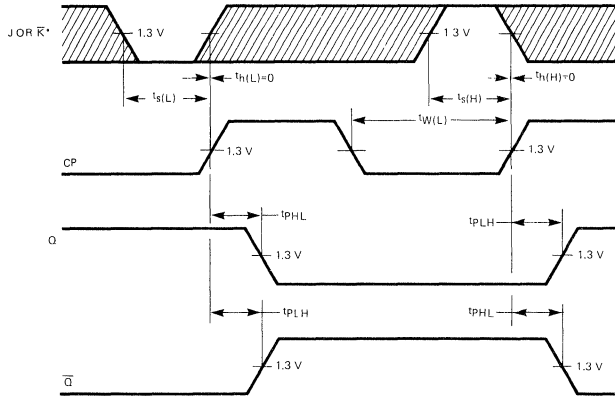 J OR K̅*
1.3 V
1.3 V
th(L)=0
th(H)=0
ts(L)
ts(H)
tW(L)
CP
1.3 V
1.3 V
tPHL
tPLH
Q
1.3 V
1.3 V
tPLH
tPHL
1.3 V
1.3 V
Q̅